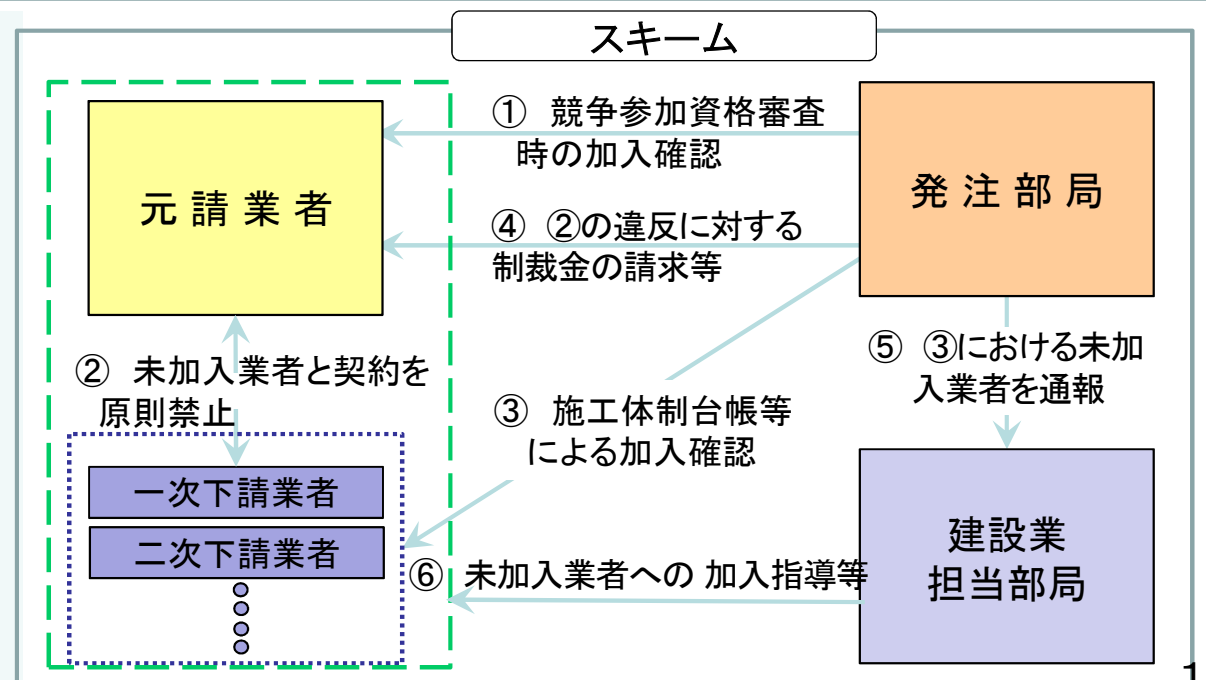 スキーム
① 競争参加資格審査
時の加入確認
元請業者
発注部局
④ ②の違反に対する
制裁金の請求等
② 未加入業者と契約を
原則禁止
⑤ ③における未加
入業者を通報
③ 施工体制台帳等
による加入確認
一次下請業者
二次下請業者
⑥ 未加入業者への 加入指導等
建設業
担当部局
1